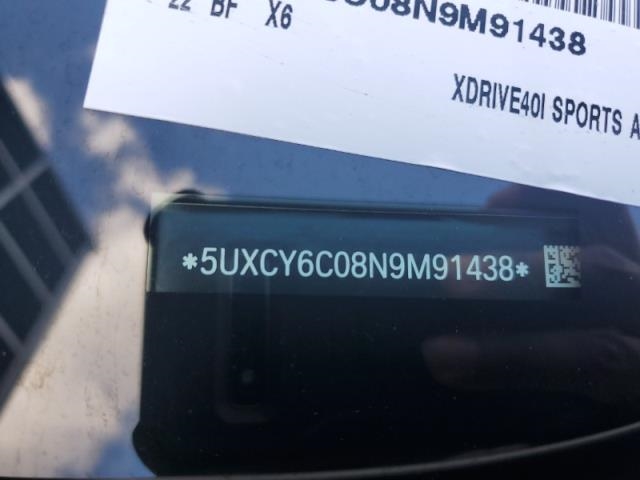 C08N9M91438
22 BF X6
XDRIVE40I SPORTS A
*5UXCY6C08N9M91438*